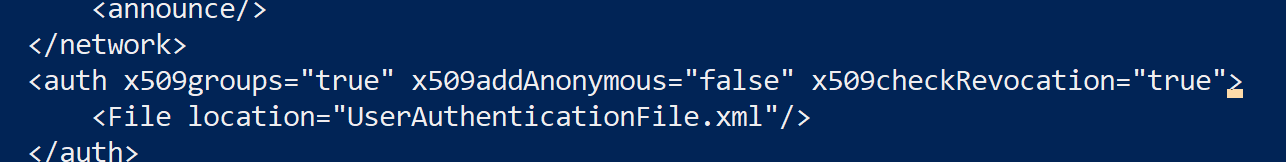 <announce/>
</network>
<auth x509groups="true" x509addAnonymous="false" x509checkRevocation="true">
<File location="UserAuthenticationFile.xml"/>
</auth>